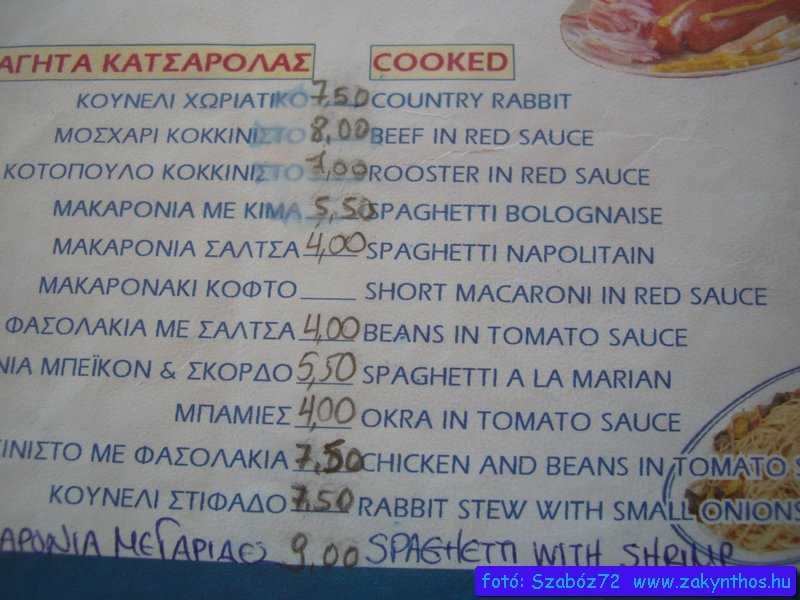 ΑΓΗΤΑ ΚΑΤΣΑΡΟΛΑΣ COOKED
ΚΟΥΝΕΛΙ ΧΩΡΙΑΤΙΚΟ 7,50 COUNTRY RABBIT
ΜΟΣΧΑΡΙ ΚΟΚΚΙΝΙΣΤΟ 8,00 BEEF IN RED SAUCE
ΚΟΤΟΠΟΥΛΟ ΚΟΚΚΙΝΙΣΤΟ 7,00 ROOSTER IN RED SAUCE
ΜΑΚΑΡΟΝΙΑ ΜΕ ΚΙΜΑ 5,50 SPAGHETTI BOLOGNAISE
ΜΑΚΑΡΟΝΙΑ ΣΑΛΤΣΑ 4,00 SPAGHETTI NAPOLITAIN
ΜΑΚΑΡΟΝΑΚΙ ΚΟΦΤΟ ____ SHORT MACARONI IN RED SAUCE
ΦΑΣΟΛΑΚΙΑ ΜΕ ΣΑΛΤΣΑ 4,00 BEANS IN TOMATO SAUCE
ΝΙΑ ΜΠΕΪΚΟΝ & ΣΚΟΡΔΟ 5,50 SPAGHETTI A LA MARIAN
ΜΠΑΜΙΕΣ 4,00 OKRA IN TOMATO SAUCE
ΚΙΝΙΣΤΟ ΜΕ ΦΑΣΟΛΑΚΙΑ 7,50 CHICKEN AND BEANS IN TOMATO S
ΚΟΥΝΕΛΙ ΣΤΙΦΑΔΟ 7,50 RABBIT STEW WITH SMALL ONIONS
ΑΡΟΝΙΑ ΜΕ ΓΑΡΙΔΕΣ 9,00 SPAGHETTI WITH SHRIMP
fotó: Szabóz72 www.zakynthos.hu